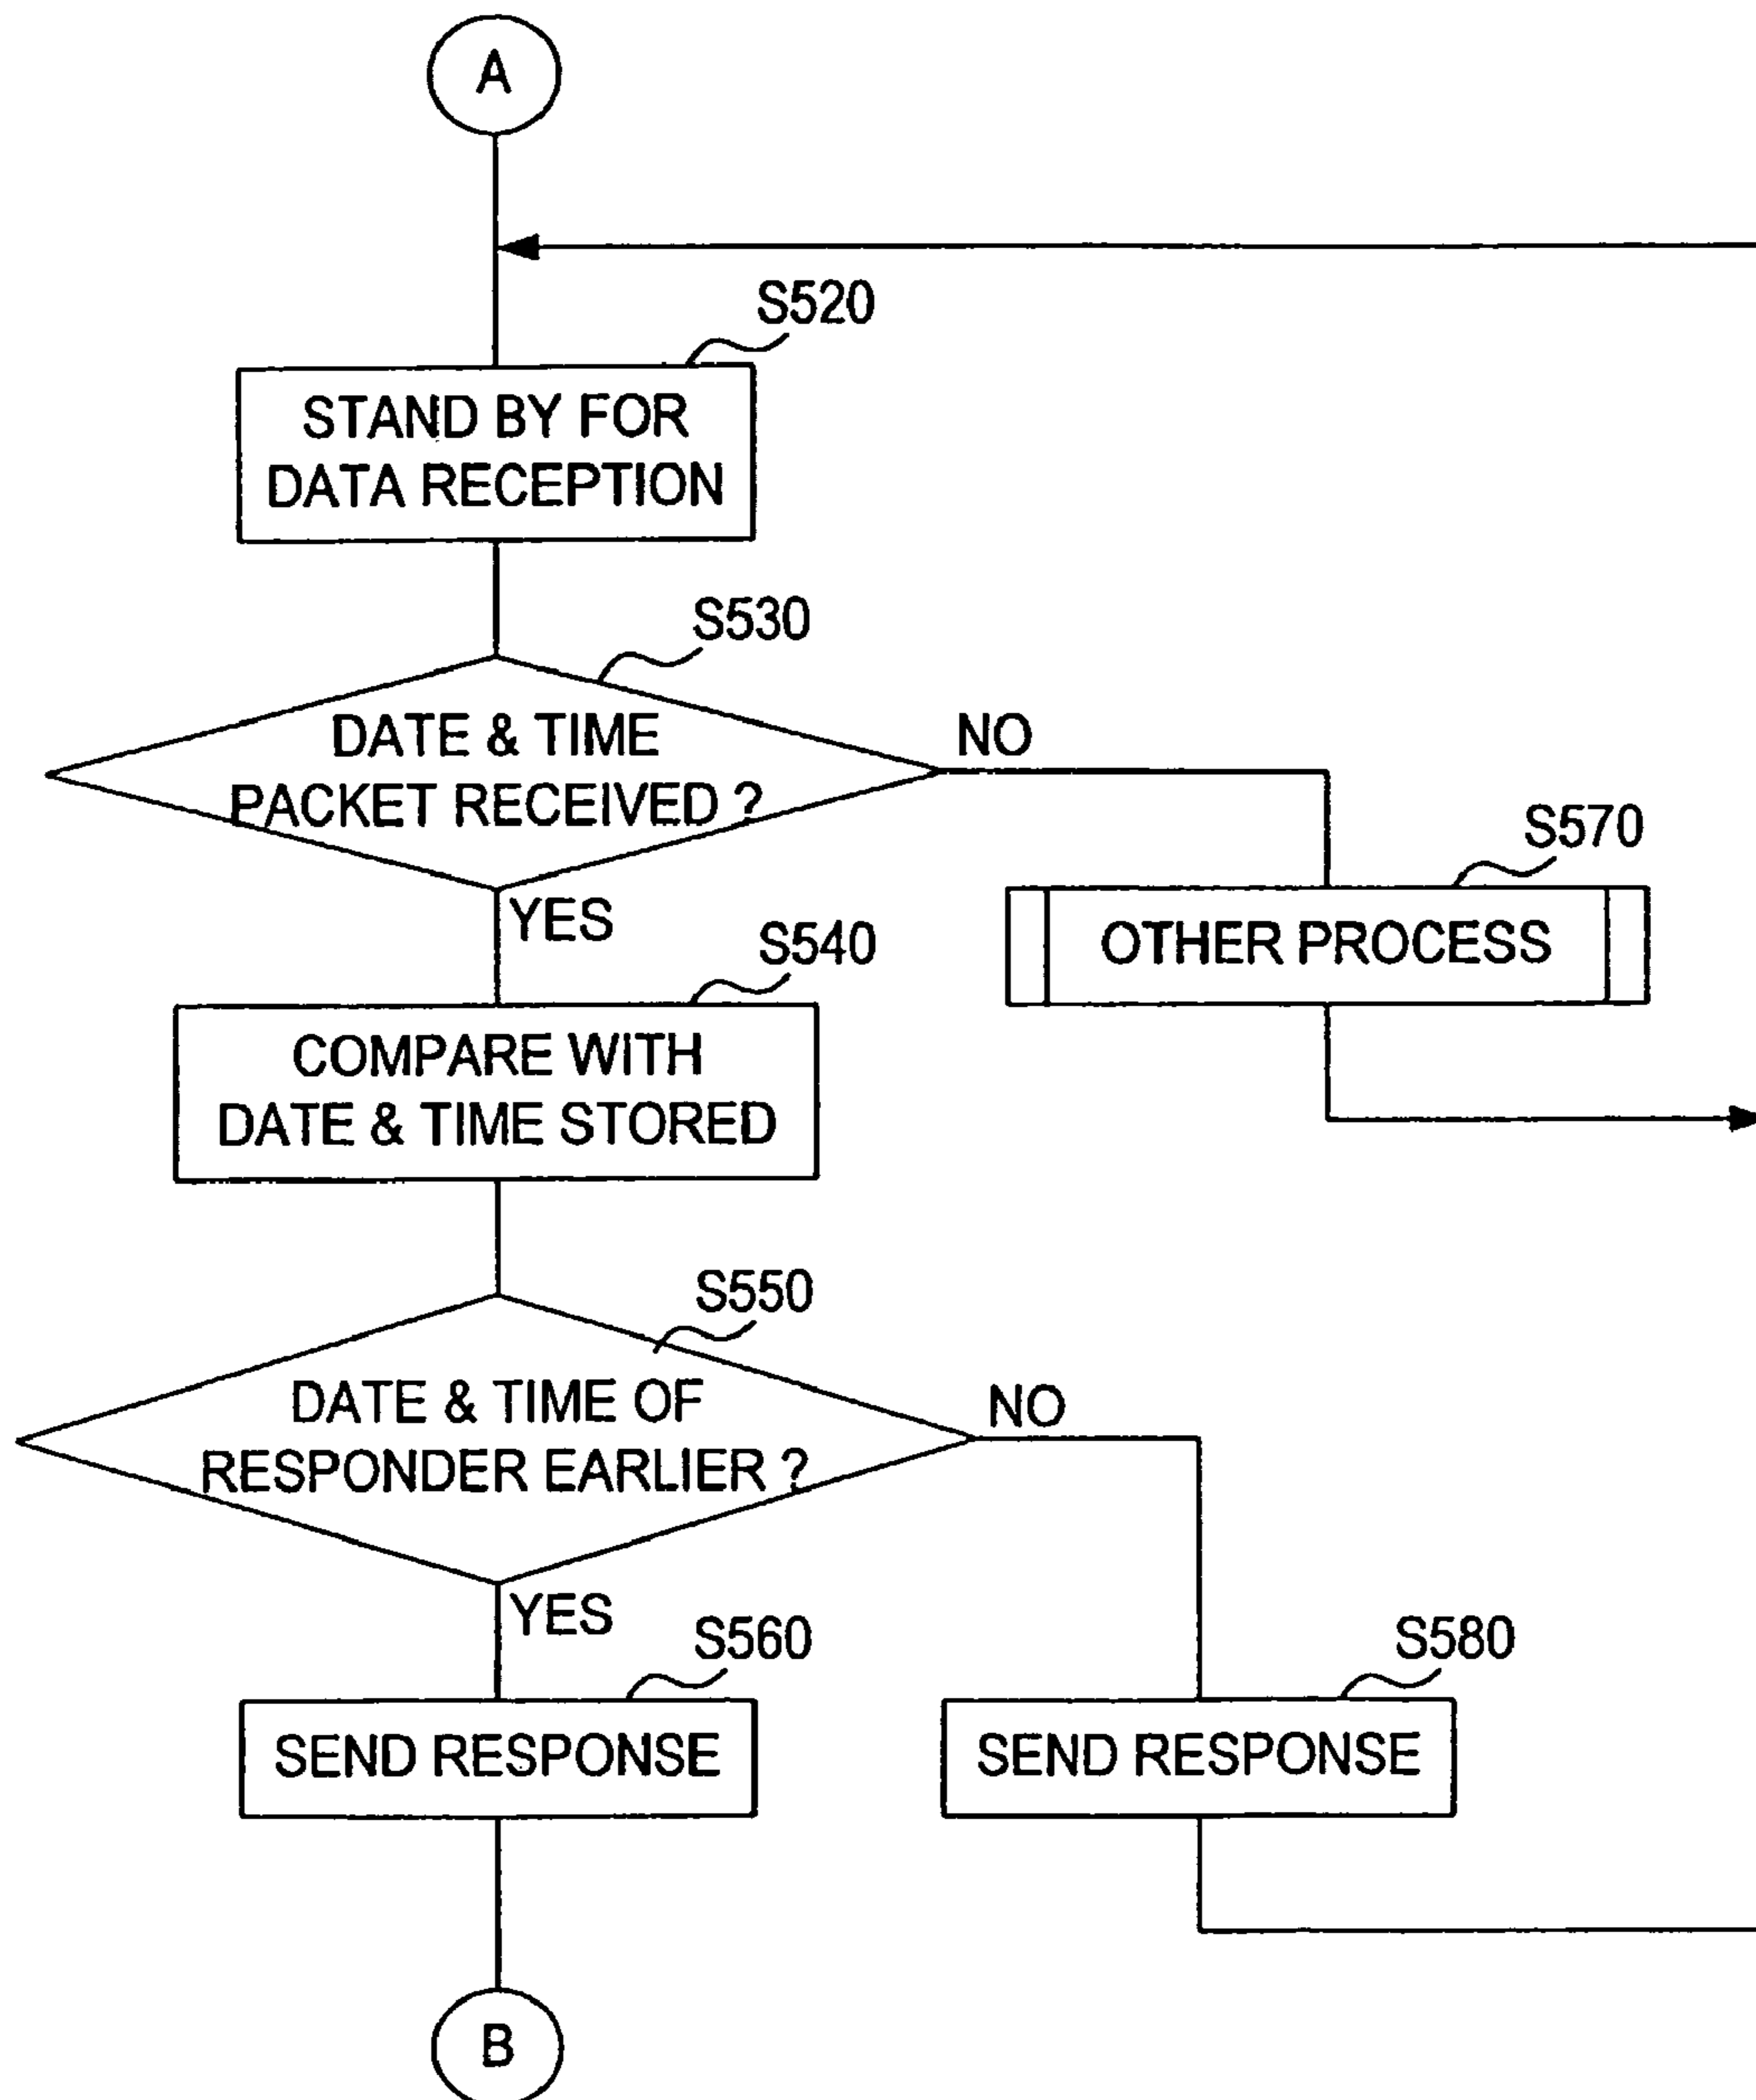 A
S520
STAND BY FOR
DATA RECEPTION
S530
DATE & TIME
PACKET RECEIVED ?
NO
YES
S570
OTHER PROCESS
S540
COMPARE WITH
DATE & TIME STORED
S550
DATE & TIME OF
RESPONDER EARLIER ?
NO
YES
S560
SEND RESPONSE
S580
SEND RESPONSE
B